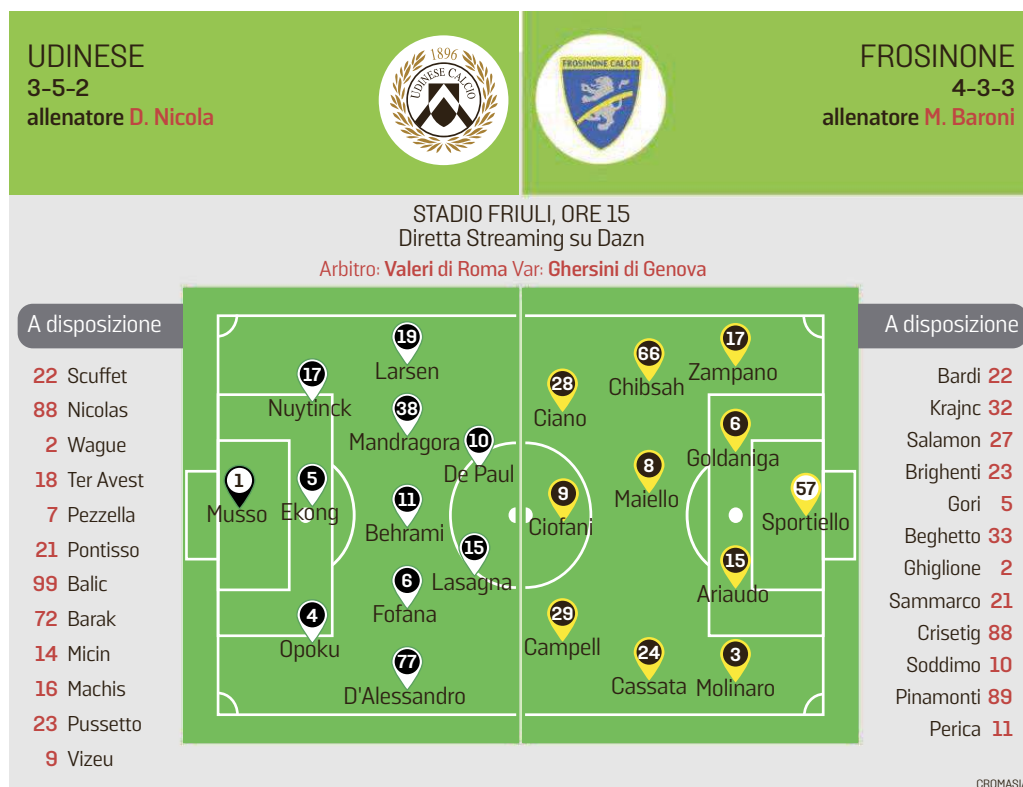 UDINESE
3-5-2
allenatore D. Nicola
1896
UDINESE CALCIO
FROSINONE CALCIO
FROSINONE
4-3-3
allenatore M. Baroni
STADIO FRIULI, ORE 15
Diretta Streaming su Dazn
Arbitro: Valeri di Roma Var: Ghersini di Genova
A disposizione
22 Scuffet
88 Nicolas
2 Wague
18 Ter Avest
7 Pezzella
21 Pontisso
99 Balic
72 Barak
14 Micin
16 Machis
23 Pussetto
9 Vizeu
1
Musso
17
Nuytinck
5
Ekong
4
Opoku
19
Larsen
38
Mandragora
11
Behrami
6
Fofana
77
D'Alessandro
10
De Paul
15
Lasagna
28
Ciano
9
Ciofani
29
Campell
66
Chibsah
8
Maiello
24
Cassata
17
Zampano
6
Goldaniga
15
Ariaudo
3
Molinaro
57
Sportiello
A disposizione
Bardi 22
Krajnc 32
Salamon 27
Brighenti 23
Gori 5
Beghetto 33
Ghiglione 2
Sammarco 21
Crisetig 88
Soddimo 10
Pinamonti 89
Perica 11
CROMASIA